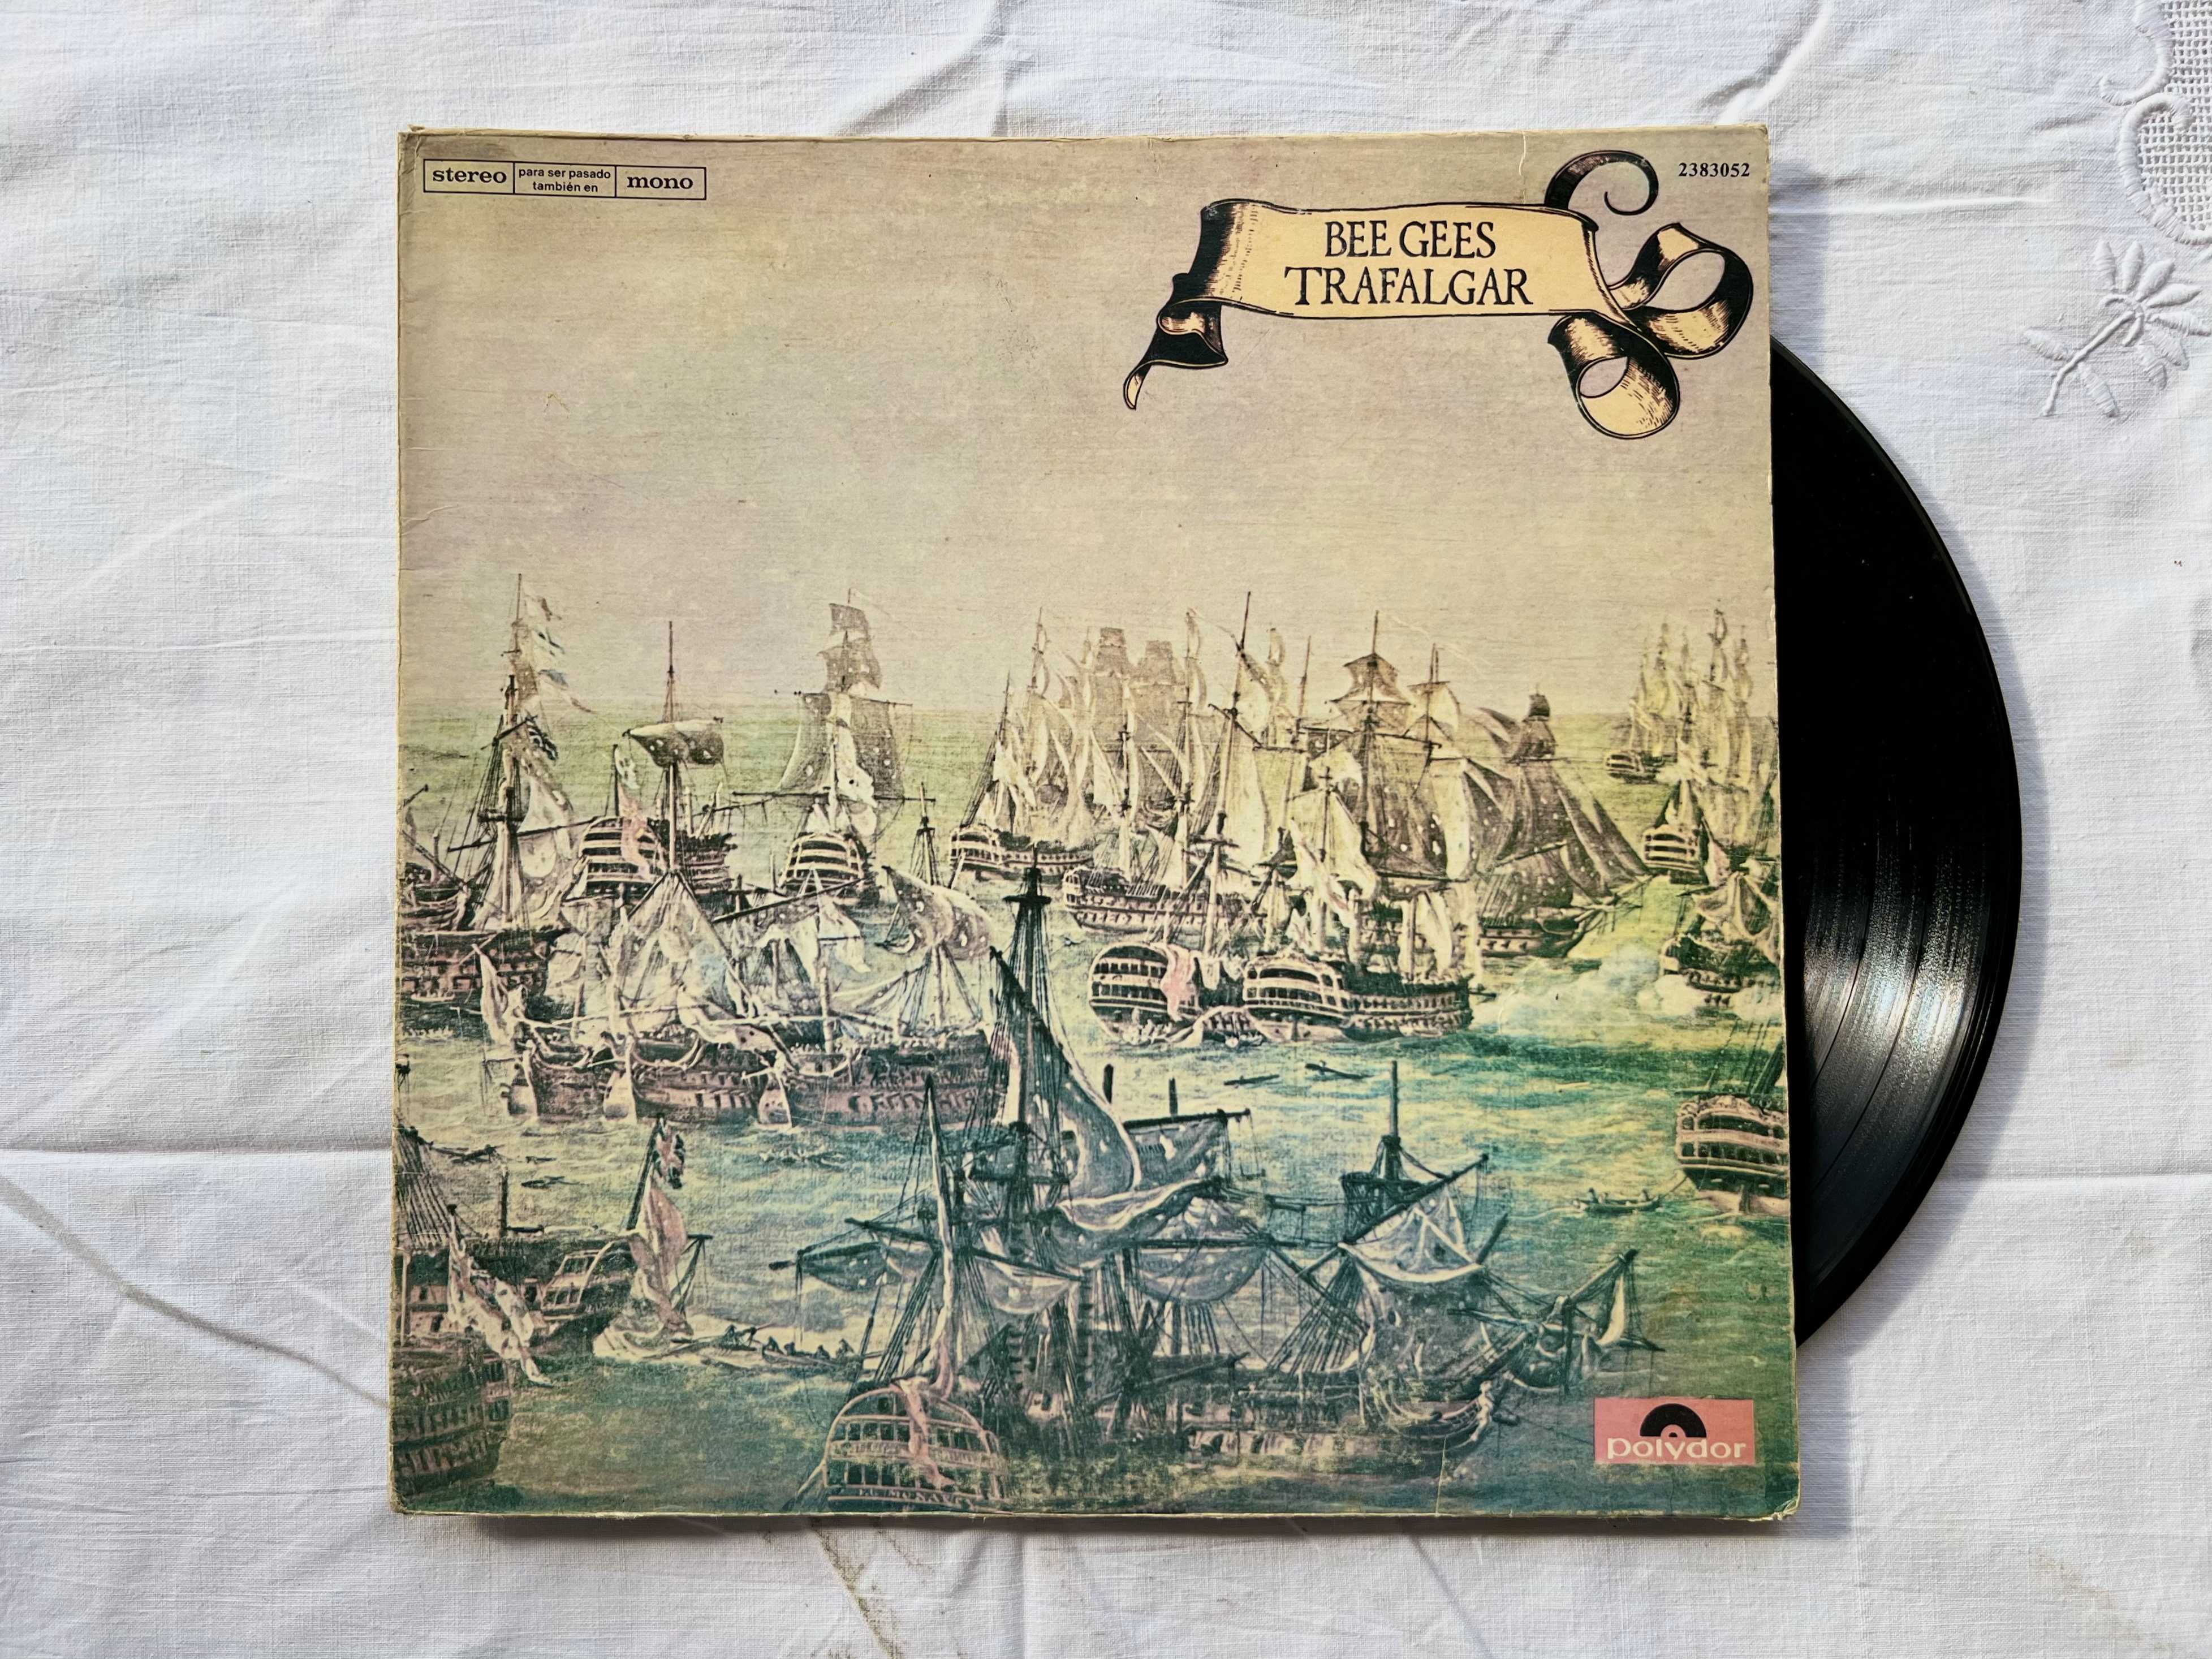 stereo
para ser pasado
también en
mono
2383052
BEE GEES
TRAFALGAR
polydor